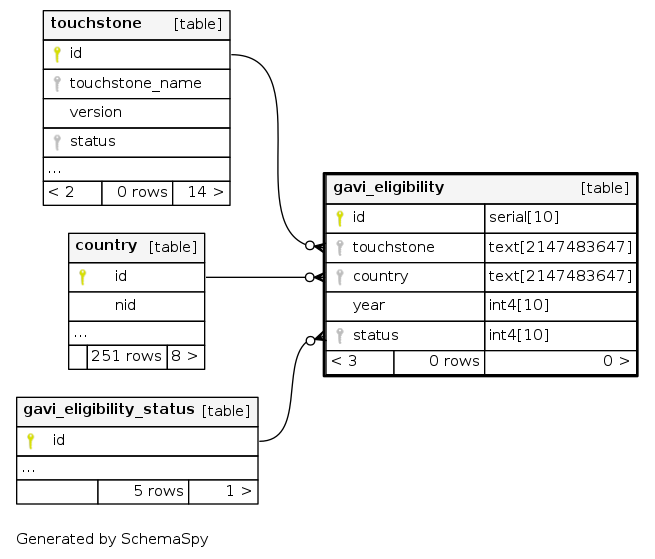 touchstone [table]
id
touchstone_name
version
status
...
< 2 0 rows 14 >
country [table]
id
nid
...
251 rows 8 >
gavi_eligibility_status [table]
id
...
5 rows 1 >
gavi_eligibility [table]
id serial[10]
touchstone text[2147483647]
country text[2147483647]
year int4[10]
status int4[10]
< 3 0 rows 0 >
Generated by SchemaSpy